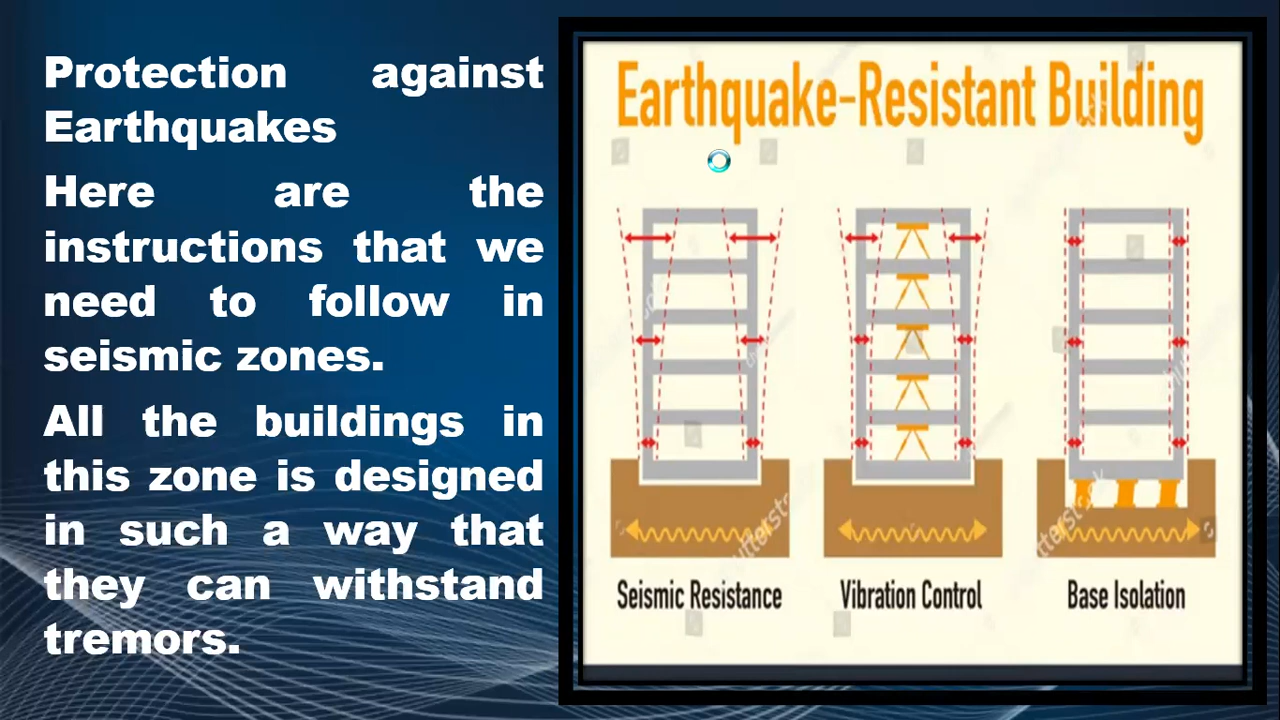 Protection against
Earthquakes
Here are the
instructions that we
need to follow in
seismic zones.
All the buildings in
this zone is designed
in such a way that
they can withstand
tremors.
Earthquake-Resistant Building
Seismic Resistance
Vibration Control
Base Isolation